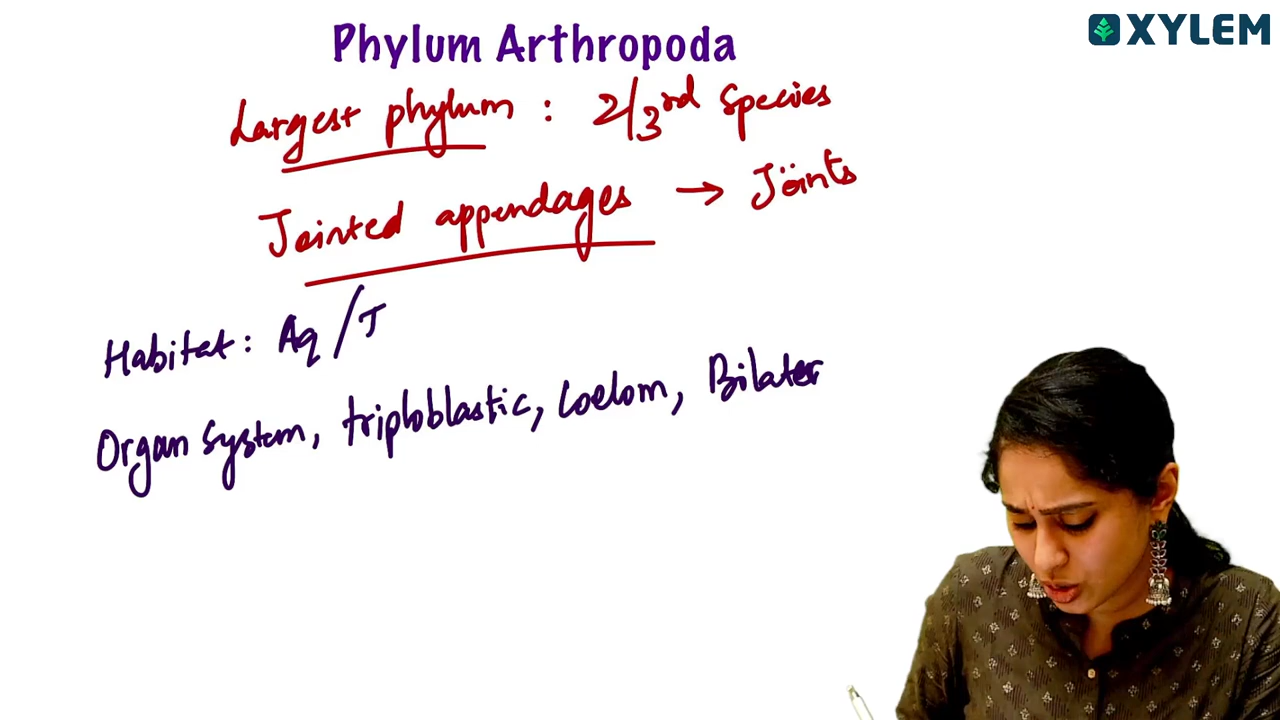 XYLEM
Phylum Arthropoda
Largest phylum : 2/3rd Species
Jointed appendages → Joints
Habitat : Aq / T
Organ System, triploblastic, Coelom, Bilater